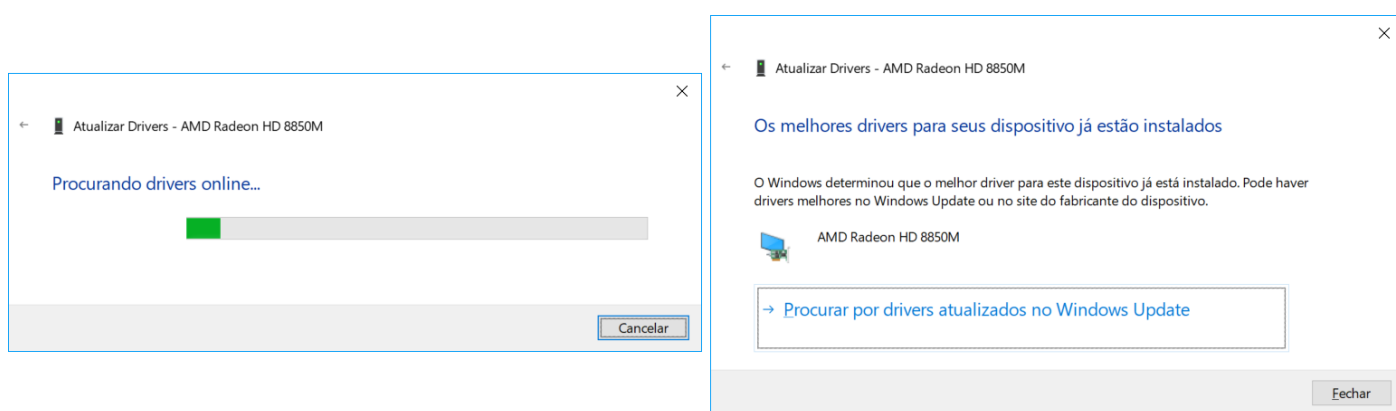 Atualizar Drivers - AMD Radeon HD 8850M
Procurando drivers online...
Cancelar
Atualizar Drivers - AMD Radeon HD 8850M
Os melhores drivers para seus dispositivo já estão instalados
O Windows determinou que o melhor driver para este dispositivo já está instalado. Pode haver
drivers melhores no Windows Update ou no site do fabricante do dispositivo.
AMD Radeon HD 8850M
Procurar por drivers atualizados no Windows Update
Fechar